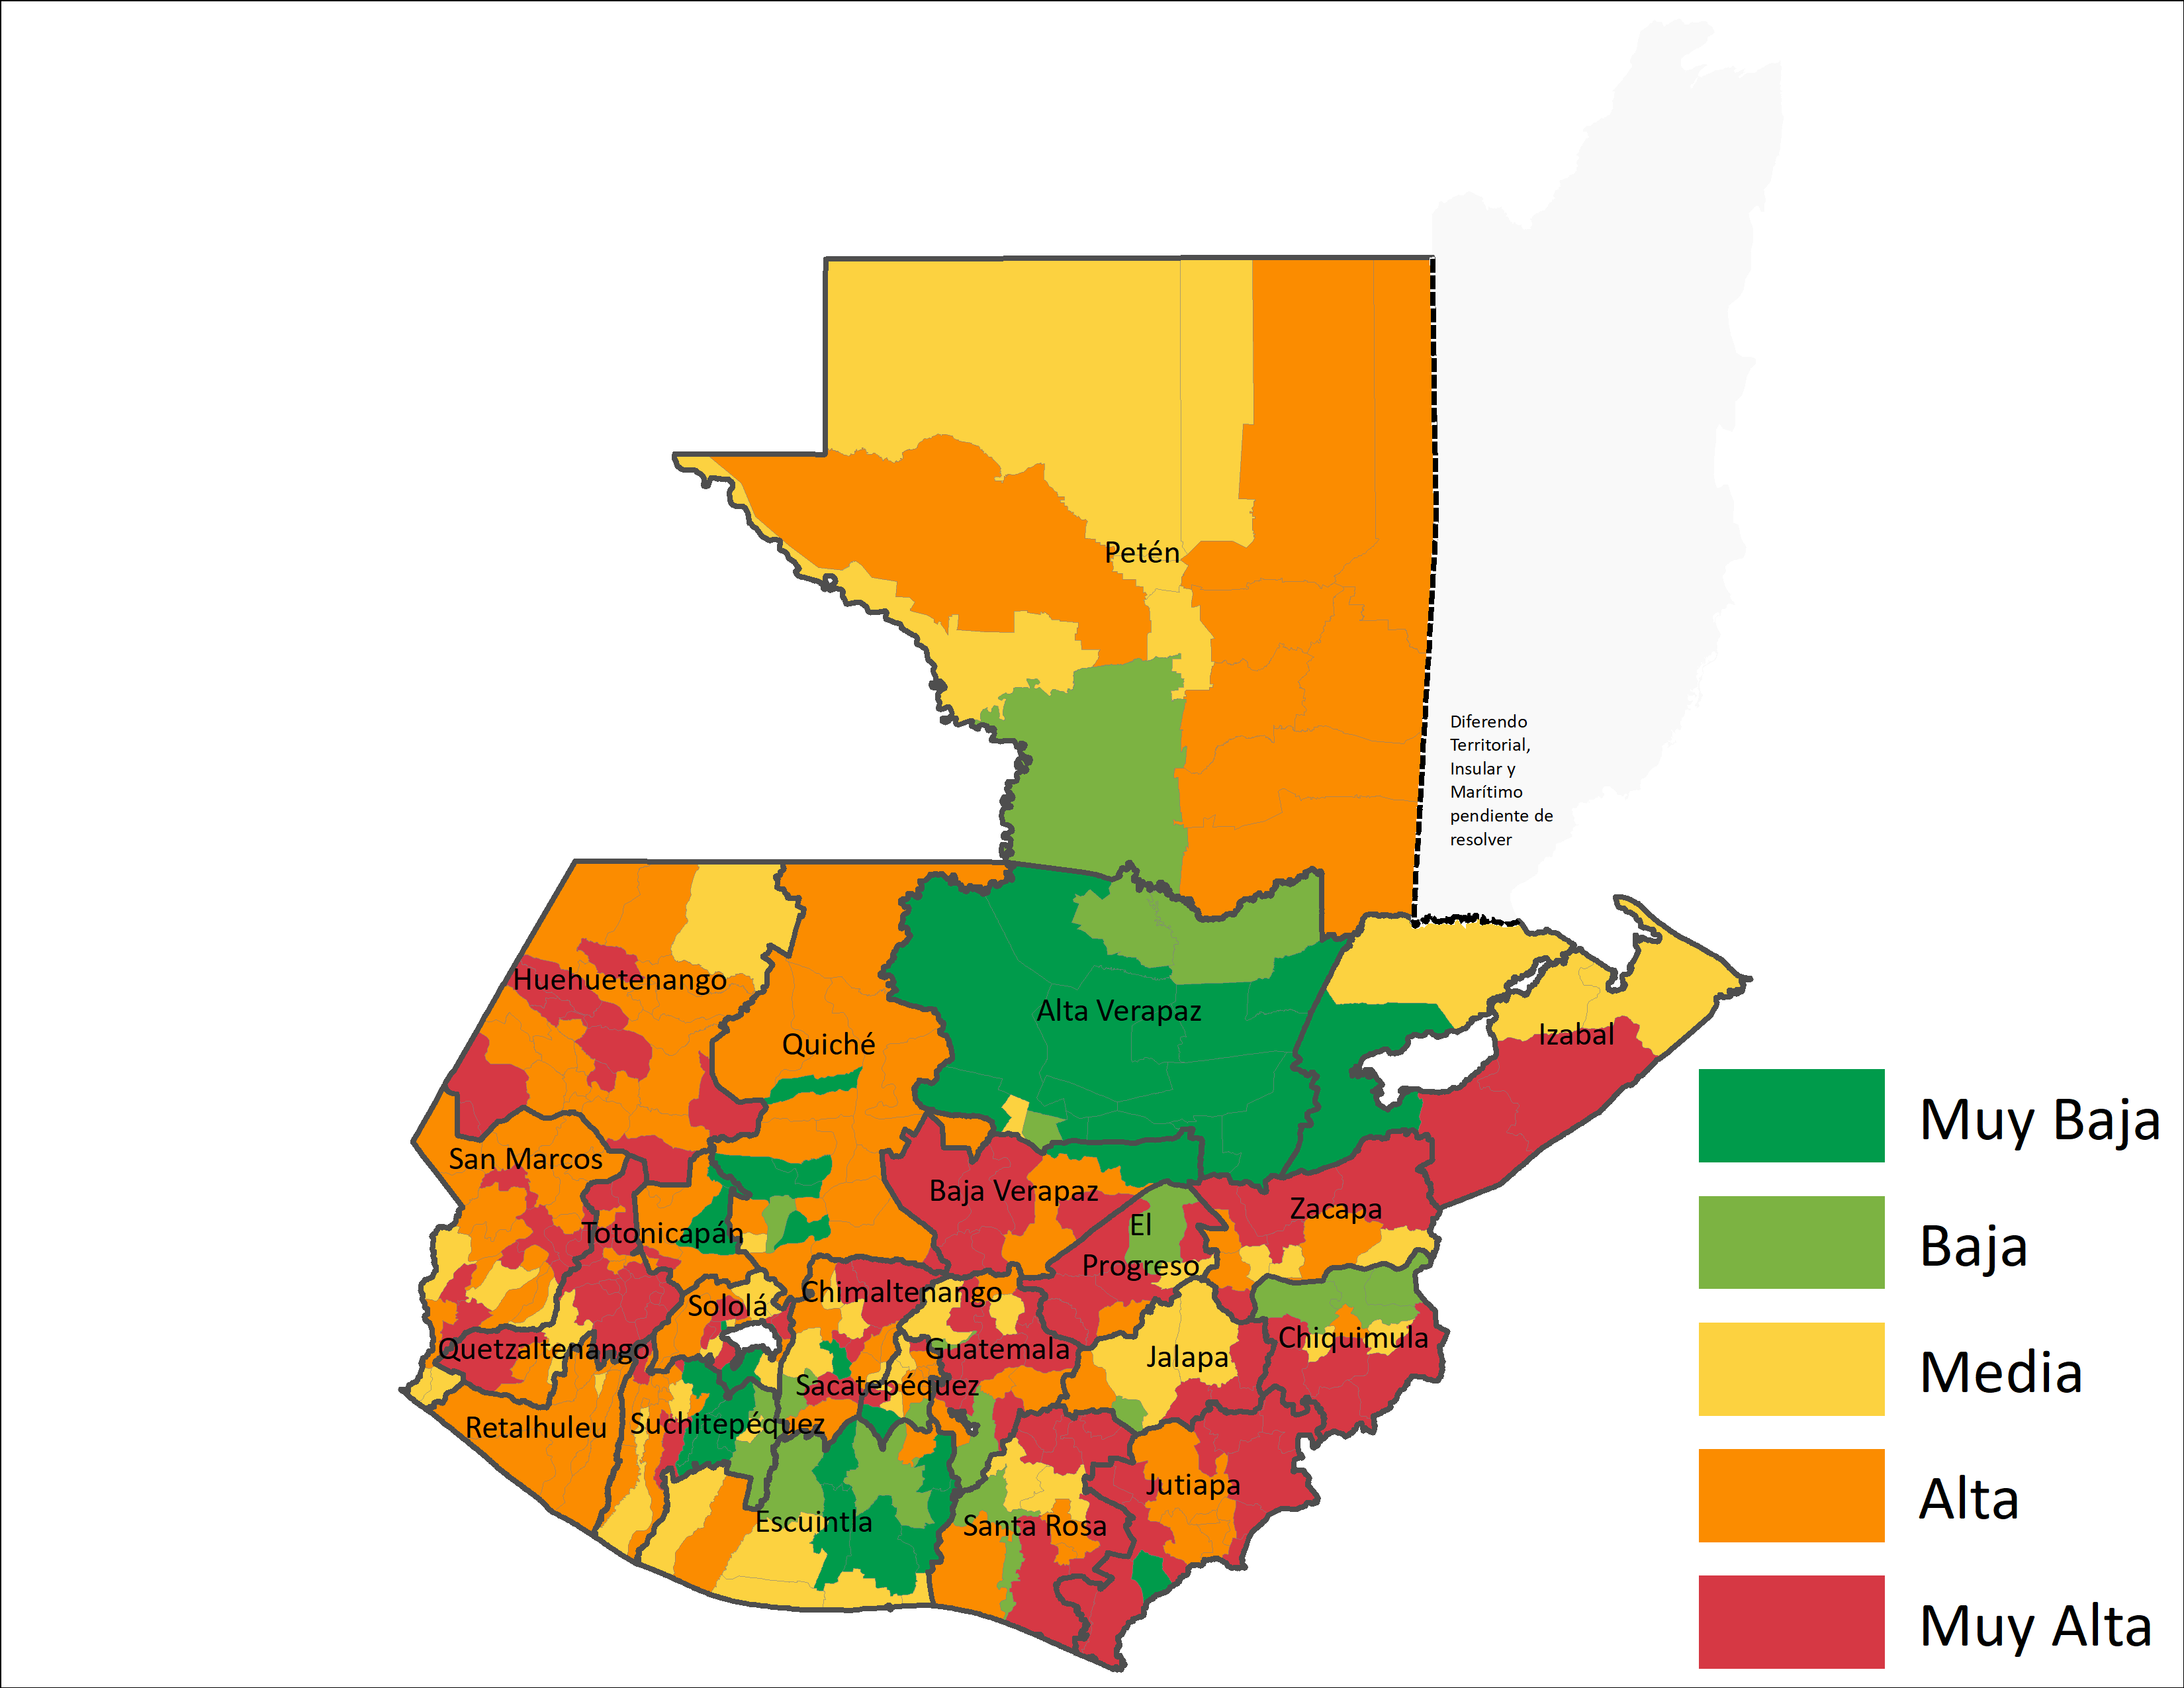 Petén
Diferendo
Territorial,
Insular y
Marítimo
pendiente de
resolver
Huehuetenango
Alta Verapaz
Quiché
Izabal
San Marcos
Baja Verapaz
Zacapa
Totonicapán
El
Progreso
Sololá
Chimaltenango
Quetzaltenango
Guatemala
Jalapa
Chiquimula
Sacatepéquez
Retalhuleu
Suchitepéquez
Jutiapa
Escuintla
Santa Rosa
Muy Baja
Baja
Media
Alta
Muy Alta